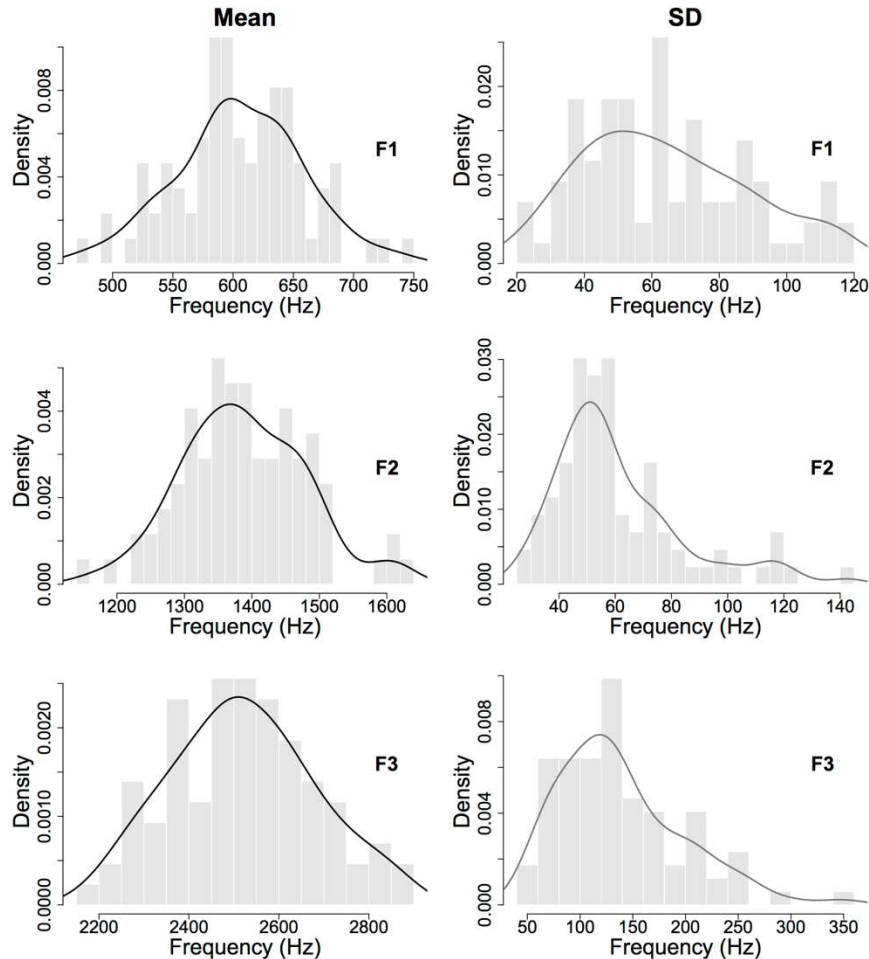 Mean
SD
Density
0.000
0.004
0.008
F1
500
550
600
650
700
750
Frequency (Hz)
Density
0.000
0.010
0.020
F1
20
40
60
80
100
120
Frequency (Hz)
Density
0.000
0.002
0.004
F2
1200
1300
1400
1500
1600
Frequency (Hz)
Density
0.000
0.010
0.020
0.030
F2
40
60
80
100
120
140
Frequency (Hz)
Density
0.0000
0.0010
0.0020
F3
2200
2400
2600
2800
Frequency (Hz)
Density
0.000
0.004
0.008
F3
50
100
150
200
250
300
350
Frequency (Hz)